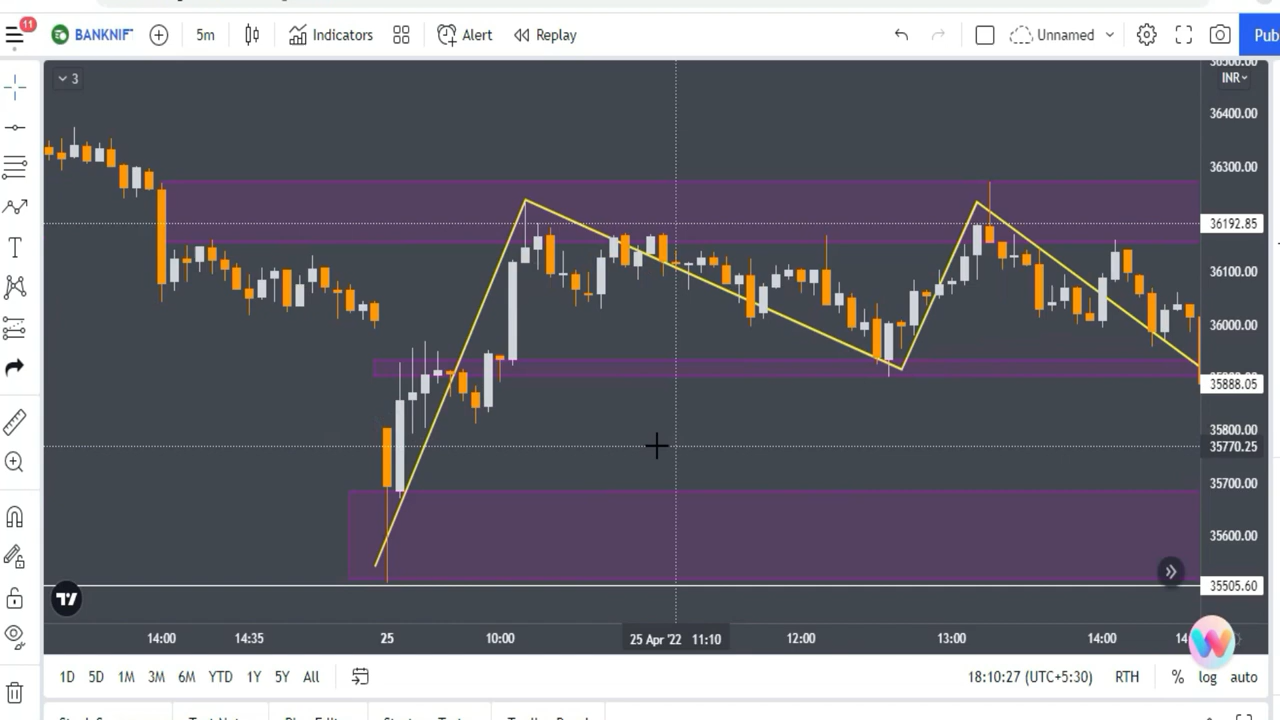 11
BANKNIF
5m
Indicators
Alert
Replay
Unnamed
Pub
3
INR
36400.00
36300.00
36192.85
36100.00
36000.00
35888.05
35800.00
35770.25
35700.00
35600.00
35505.60
14:00
14:35
25
10:00
25 Apr '22 11:10
12:00
13:00
14:00
1D 5D 1M 3M 6M YTD 1Y 5Y All
18:10:27 (UTC+5:30)
RTH
%
log
auto